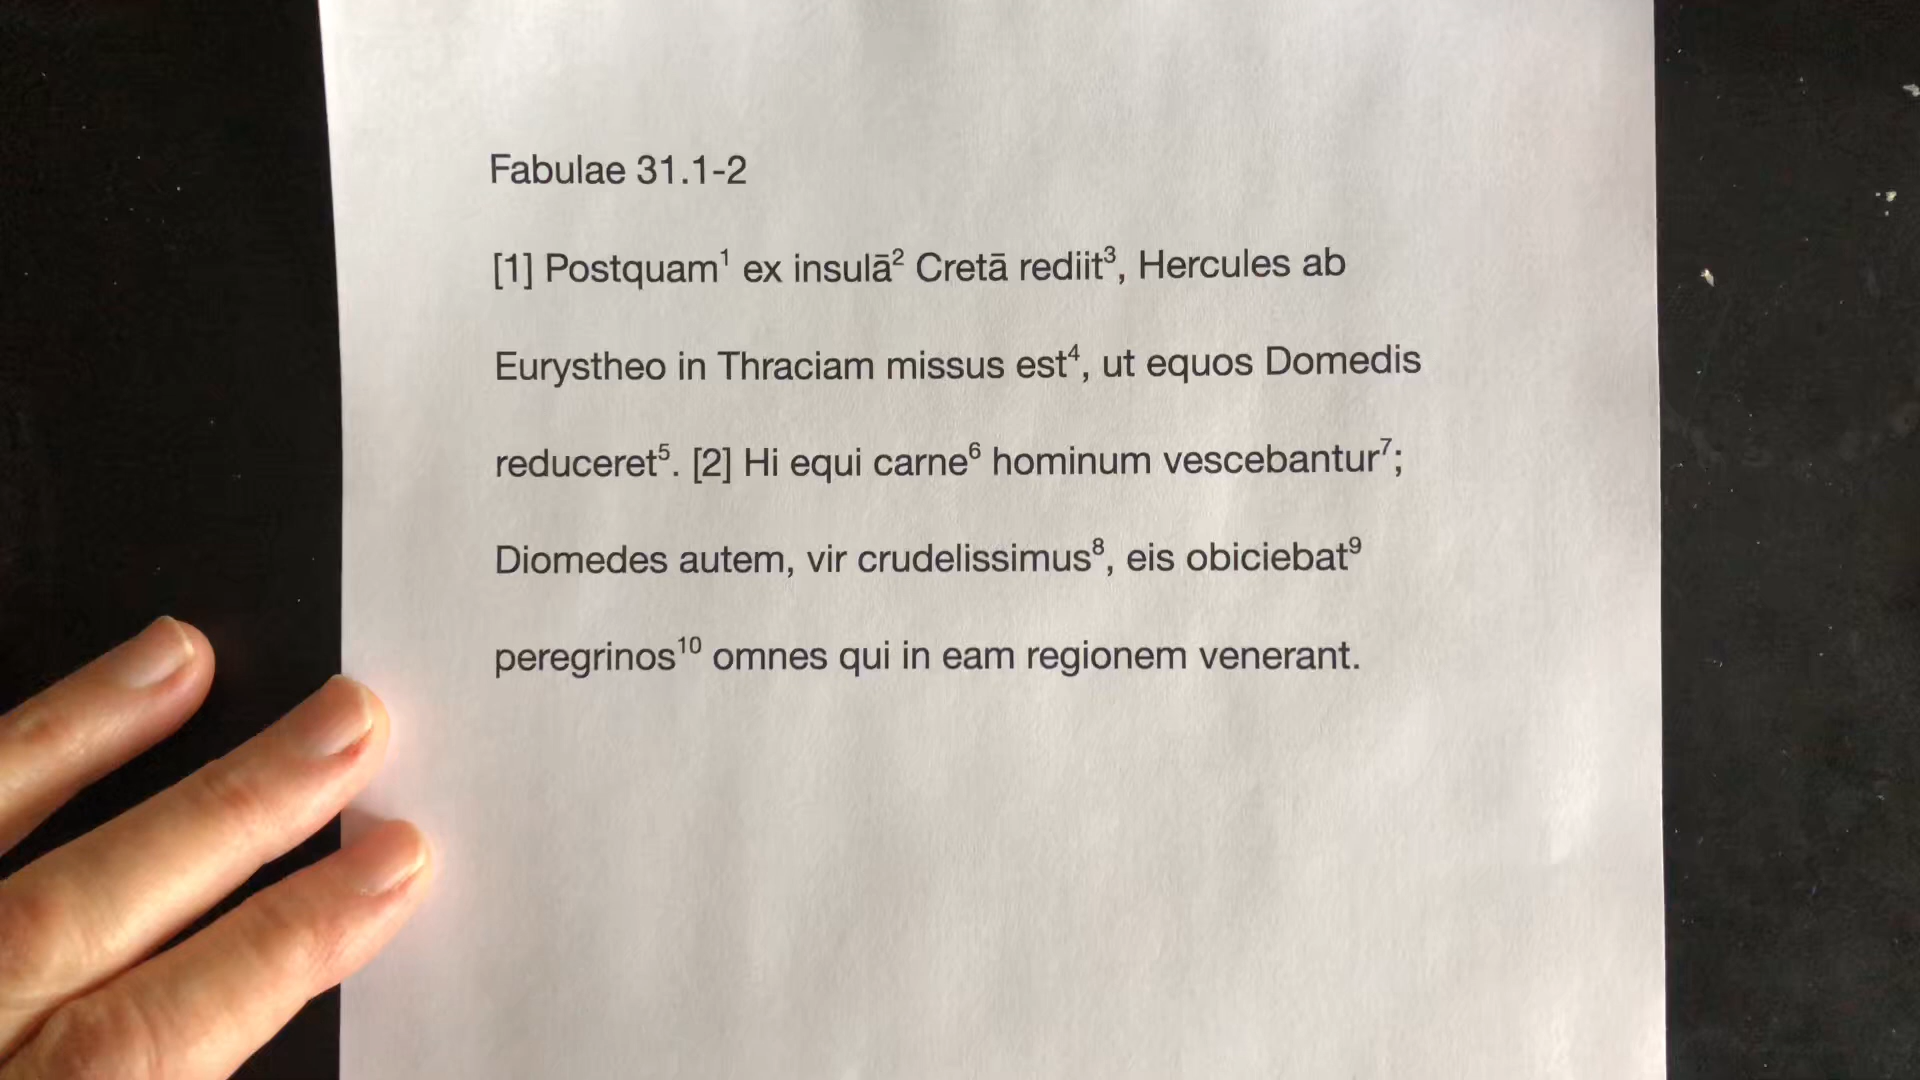 Fabulae 31.1-2
[1] Postquam¹ ex insulā² Cretā rediit³, Hercules ab
Eurystheo in Thraciam missus est⁴, ut equos Domedis
reduceret⁵. [2] Hi equi carne⁶ hominum vescebantur⁷;
Diomedes autem, vir crudelissimus⁸, eis obiciebat⁹
peregrinos¹⁰ omnes qui in eam regionem venerant.